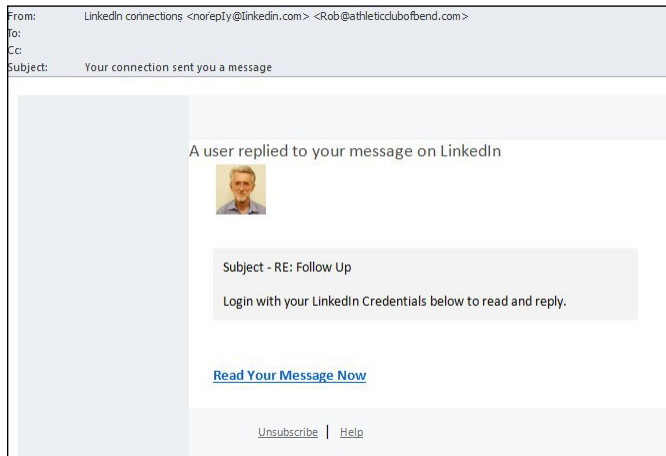 From: LinkedIn connections <norepIy@Iinkedin.com> <Rob@athleticclubofbend.com>
To:
Cc:
Subject: Your connection sent you a message
A user replied to your message on LinkedIn
Subject - RE: Follow Up
Login with your LinkedIn Credentials below to read and reply.
Read Your Message Now
Unsubscribe | Help